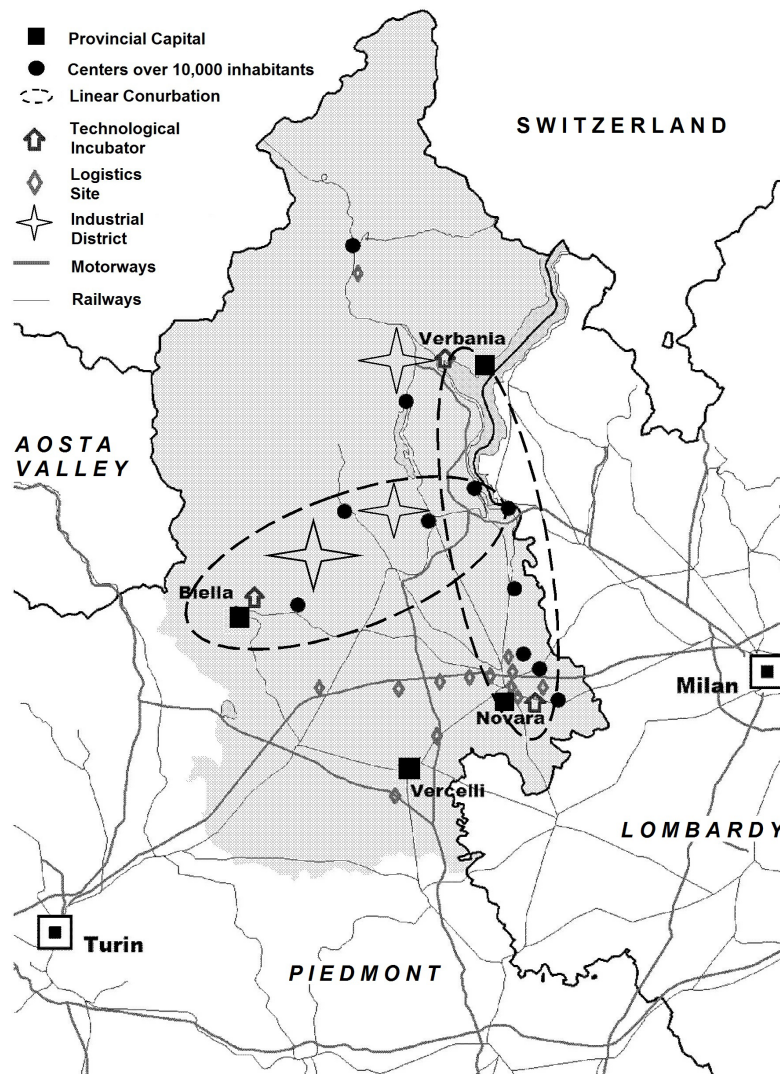 Provincial Capital
Centers over 10,000 inhabitants
Linear Conurbation
Technological
Incubator
Logistics
Site
Industrial
District
Motorways
Railways
SWITZERLAND
Verbania
AOSTA
VALLEY
Biella
Milan
Novara
Vercelli
LOMBARDY
Turin
PIEDMONT